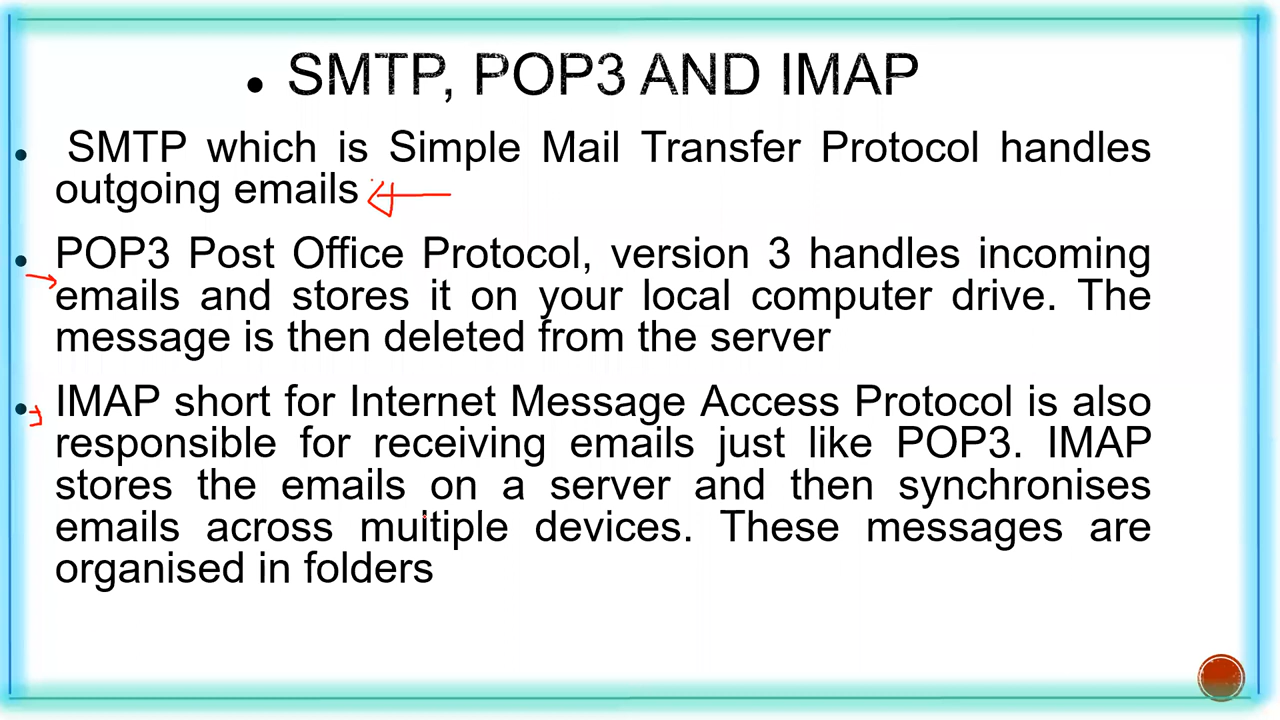 • SMTP, POP3 AND IMAP
• SMTP which is Simple Mail Transfer Protocol handles
outgoing emails
• POP3 Post Office Protocol, version 3 handles incoming
emails and stores it on your local computer drive. The
message is then deleted from the server
• IMAP short for Internet Message Access Protocol is also
responsible for receiving emails just like POP3. IMAP
stores the emails on a server and then synchronises
emails across multiple devices. These messages are
organised in folders